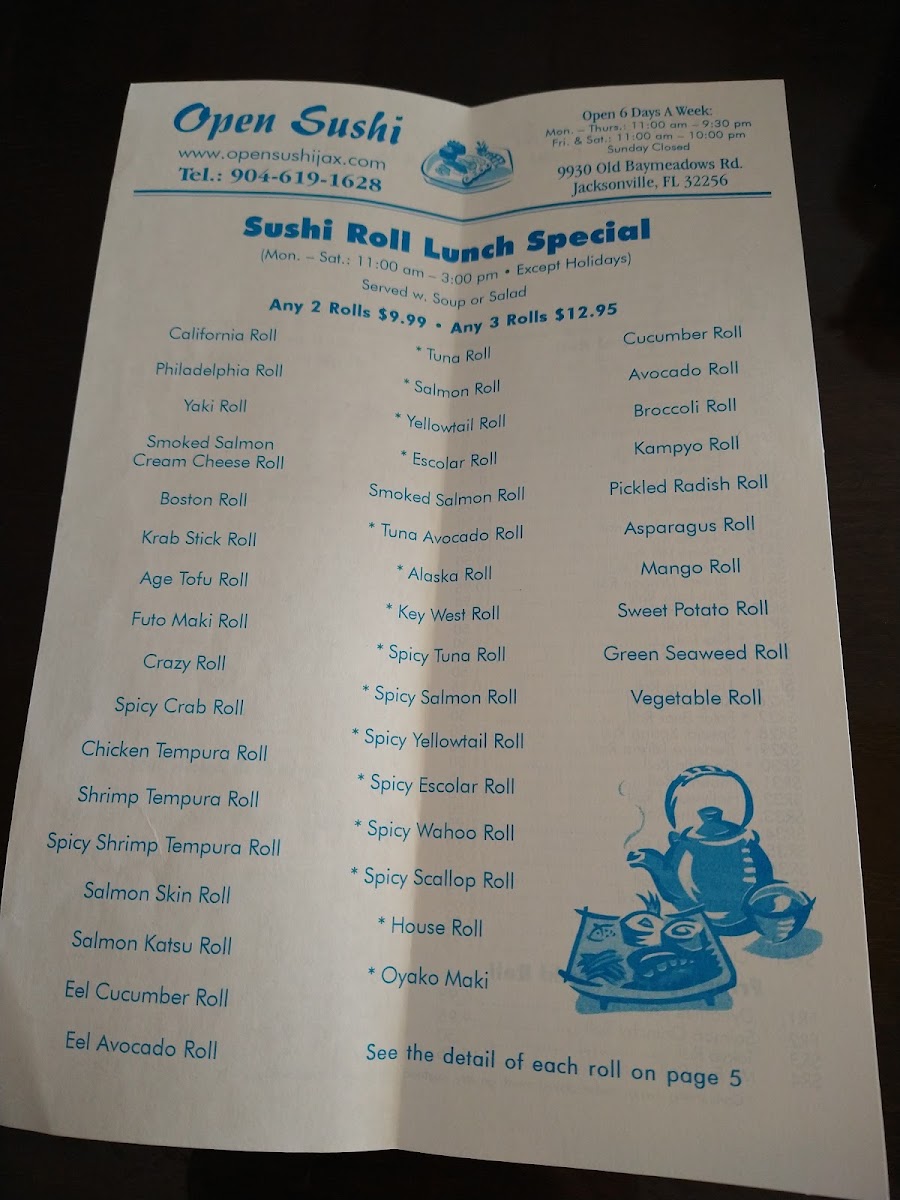 Open Sushi
www.opensushijax.com
Tel.: 904-619-1628
Open 6 Days A Week:
Mon. – Thurs.: 11:00 am – 9:30 pm
Fri. & Sat.: 11:00 am – 10:00 pm
Sunday Closed
9930 Old Baymeadows Rd.
Jacksonville, FL 32256
Sushi Roll Lunch Special
(Mon. – Sat.: 11:00 am – 3:00 pm • Except Holidays)
Served w. Soup or Salad
Any 2 Rolls $9.99 • Any 3 Rolls $12.95
California Roll
Philadelphia Roll
Yaki Roll
Smoked Salmon
Cream Cheese Roll
Boston Roll
Krab Stick Roll
Age Tofu Roll
Futo Maki Roll
Crazy Roll
Spicy Crab Roll
Chicken Tempura Roll
Shrimp Tempura Roll
Spicy Shrimp Tempura Roll
Salmon Skin Roll
Salmon Katsu Roll
Eel Cucumber Roll
Eel Avocado Roll
* Tuna Roll
* Salmon Roll
* Yellowtail Roll
* Escolar Roll
Smoked Salmon Roll
* Tuna Avocado Roll
* Alaska Roll
* Key West Roll
* Spicy Tuna Roll
* Spicy Salmon Roll
* Spicy Yellowtail Roll
* Spicy Escolar Roll
* Spicy Wahoo Roll
* Spicy Scallop Roll
* House Roll
* Oyako Maki
Cucumber Roll
Avocado Roll
Broccoli Roll
Kampyo Roll
Pickled Radish Roll
Asparagus Roll
Mango Roll
Sweet Potato Roll
Green Seaweed Roll
Vegetable Roll
See the detail of each roll on page 5